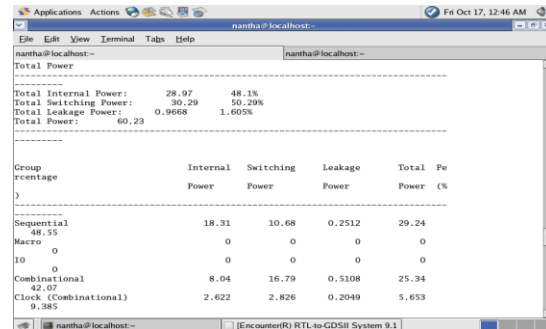 Applications Actions Fri Oct 17, 12:46 AM
nantha@localhost:~
File Edit View Terminal Tabs Help
nantha@localhost:~ nantha@localhost:~
Total Power
--------------------------------------------------------------------------------
---------
Total Internal Power: 28.97 48.1%
Total Switching Power: 30.29 50.29%
Total Leakage Power: 0.9668 1.605%
Total Power: 60.23
--------------------------------------------------------------------------------
---------
Group Internal Switching Leakage Total Pe
rcentage
Power Power Power Power (%
)
--------------------------------------------------------------------------------
---------
Sequential 18.31 10.68 0.2512 29.24
48.55
Macro 0 0 0 0
0
IO 0 0 0 0
0
Combinational 8.04 16.79 0.5108 25.34
42.07
Clock (Combinational) 2.622 2.826 0.2049 5.653
9.385
nantha@localhost:~ [Encounter(R) RTL-to-GDSII System 9.1]